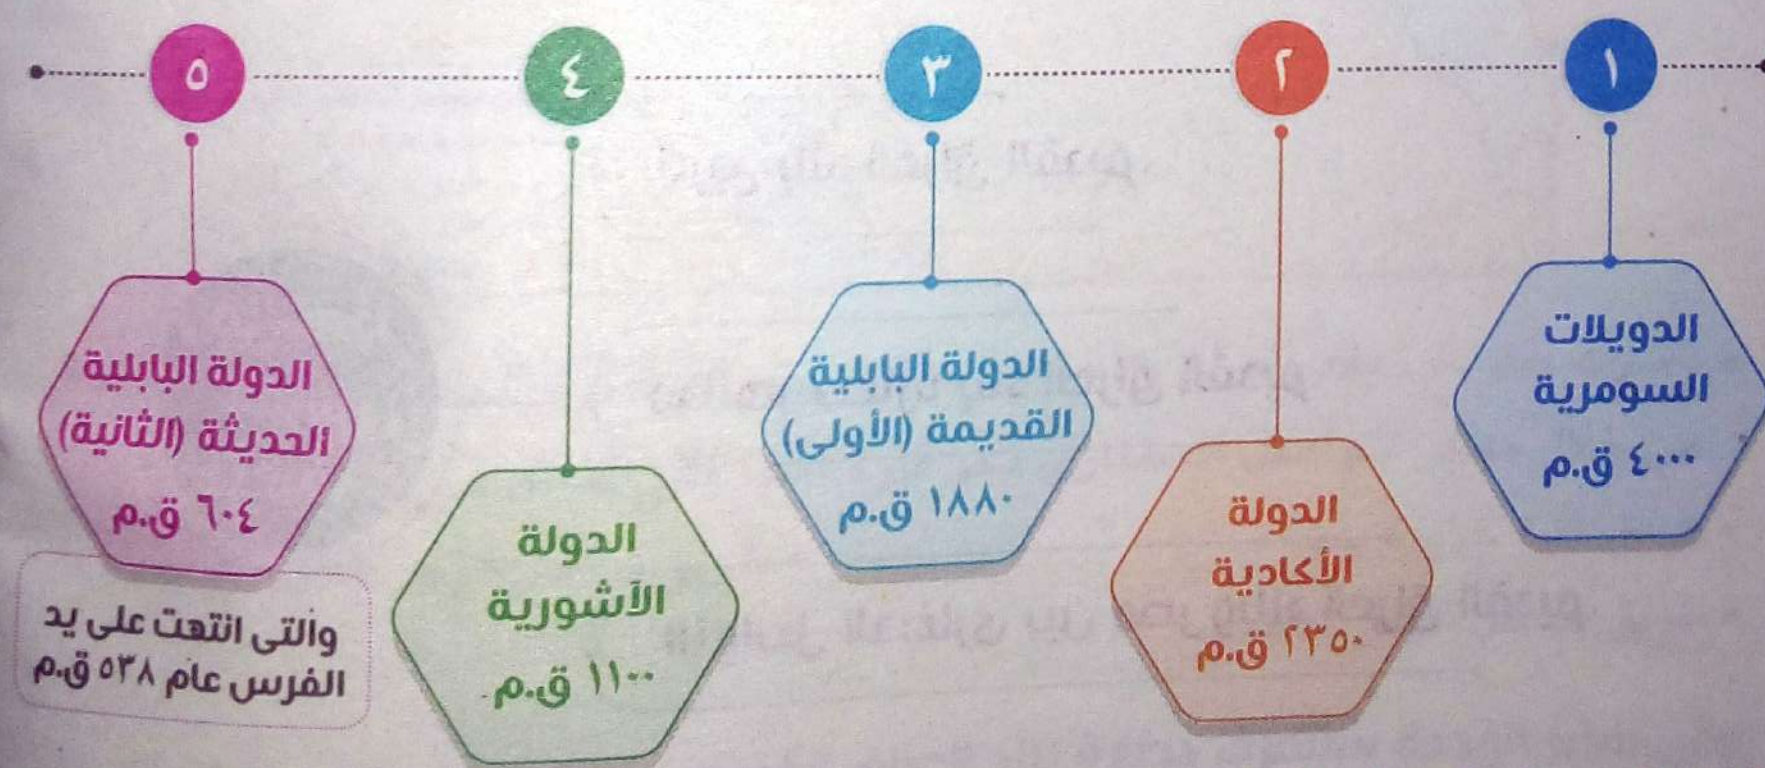 ١
الدويلات
السومرية
٤٠٠٠ ق.م
٢
الدولة
الأكادية
٢٣٥٠ ق.م
٣
الدولة البابلية
القديمة (الأولى)
١٨٨٠ ق.م
٤
الدولة
الآشورية
١١٠٠ ق.م.
٥
الدولة البابلية
الحديثة (الثانية)
٦٠٤ ق.م
والتى انتهت على يد
الفرس عام ٥٣٨ ق.م